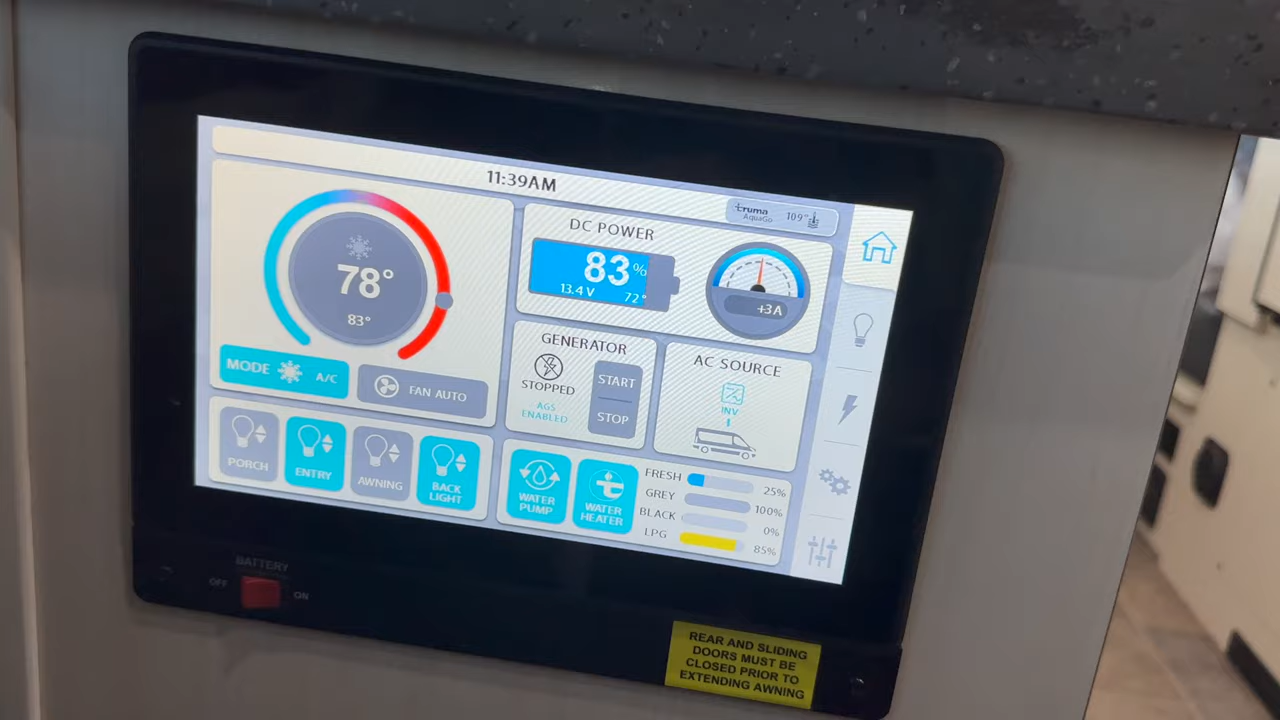 11:39AM
truma
AquaGo
109°
78°
83°
MODE A/C
FAN AUTO
DC POWER
83%
13.4 V 72°
+3A
GENERATOR
STOPPED
AGS
ENABLED
START
STOP
AC SOURCE
INV
PORCH
ENTRY
AWNING
BACK
LIGHT
WATER
PUMP
WATER
HEATER
FRESH 25%
GREY 100%
BLACK 0%
LPG 85%
BATTERY
OFF ON
REAR AND SLIDING
DOORS MUST BE
CLOSED PRIOR TO
EXTENDING AWNING